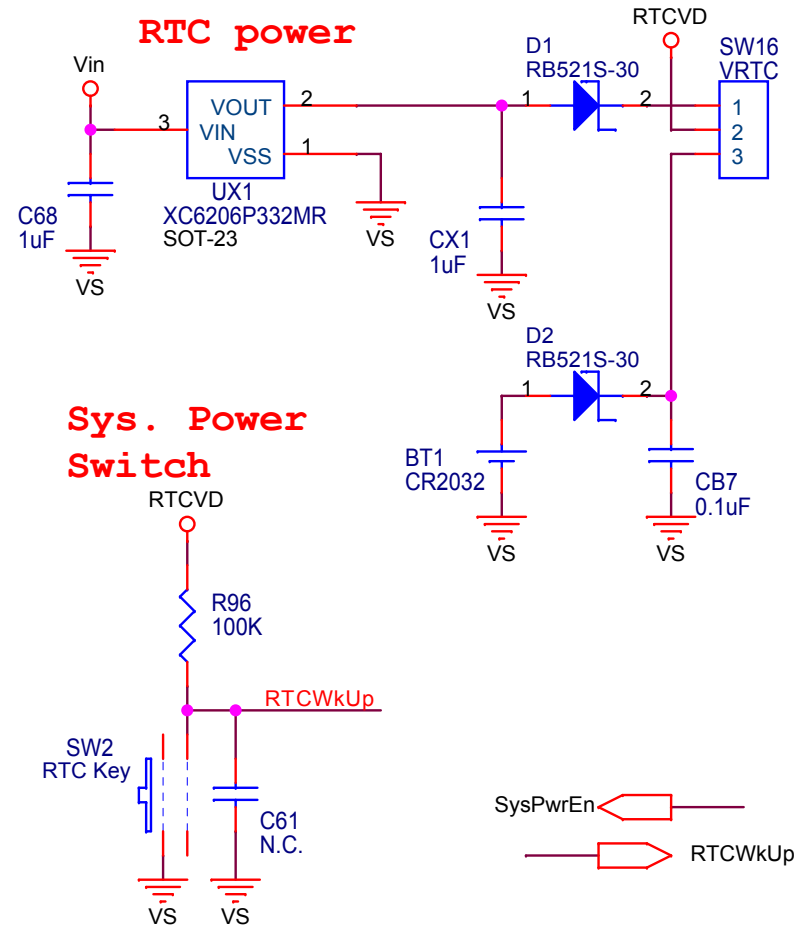 RTC power
Vin
3
VOUT
VIN
VSS
2
1
UX1
XC6206P332MR
SOT-23
C68
1uF
VS
VS
CX1
1uF
VS
D1
RB521S-30
1
2
RTCVD
SW16
VRTC
1
2
3
D2
RB521S-30
1
2
BT1
CR2032
VS
CB7
0.1uF
VS
Sys. Power
Switch
RTCVD
R96
100K
RTCWkUp
SW2
RTC Key
C61
N.C.
VS
VS
SysPwrEn
RTCWkUp